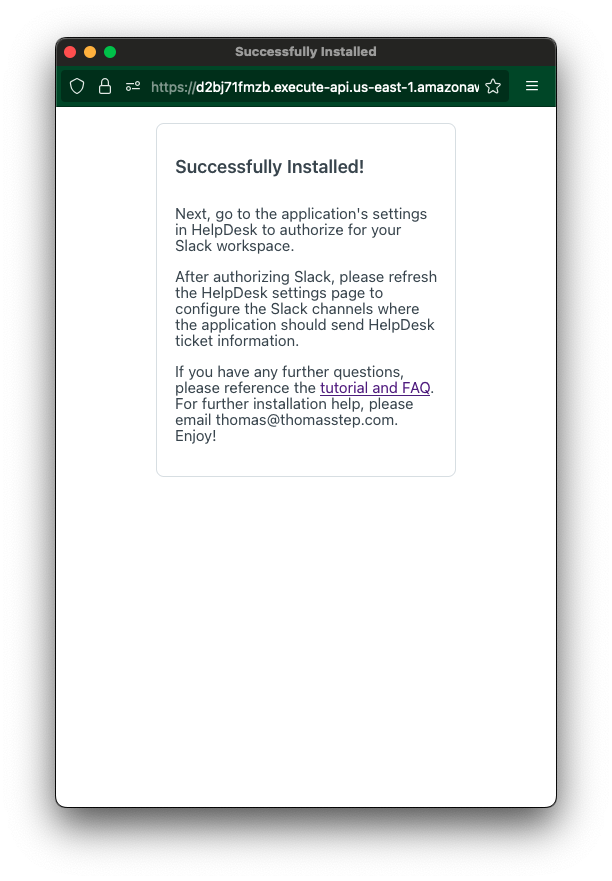 Successfully Installed
https://d2bj71fmzb.execute-api.us-east-1.amazonaw
Successfully Installed!
Next, go to the application's settings
in HelpDesk to authorize for your
Slack workspace.
After authorizing Slack, please refresh
the HelpDesk settings page to
configure the Slack channels where
the application should send HelpDesk
ticket information.
If you have any further questions,
please reference the tutorial and FAQ.
For further installation help, please
email thomas@thomasstep.com.
Enjoy!